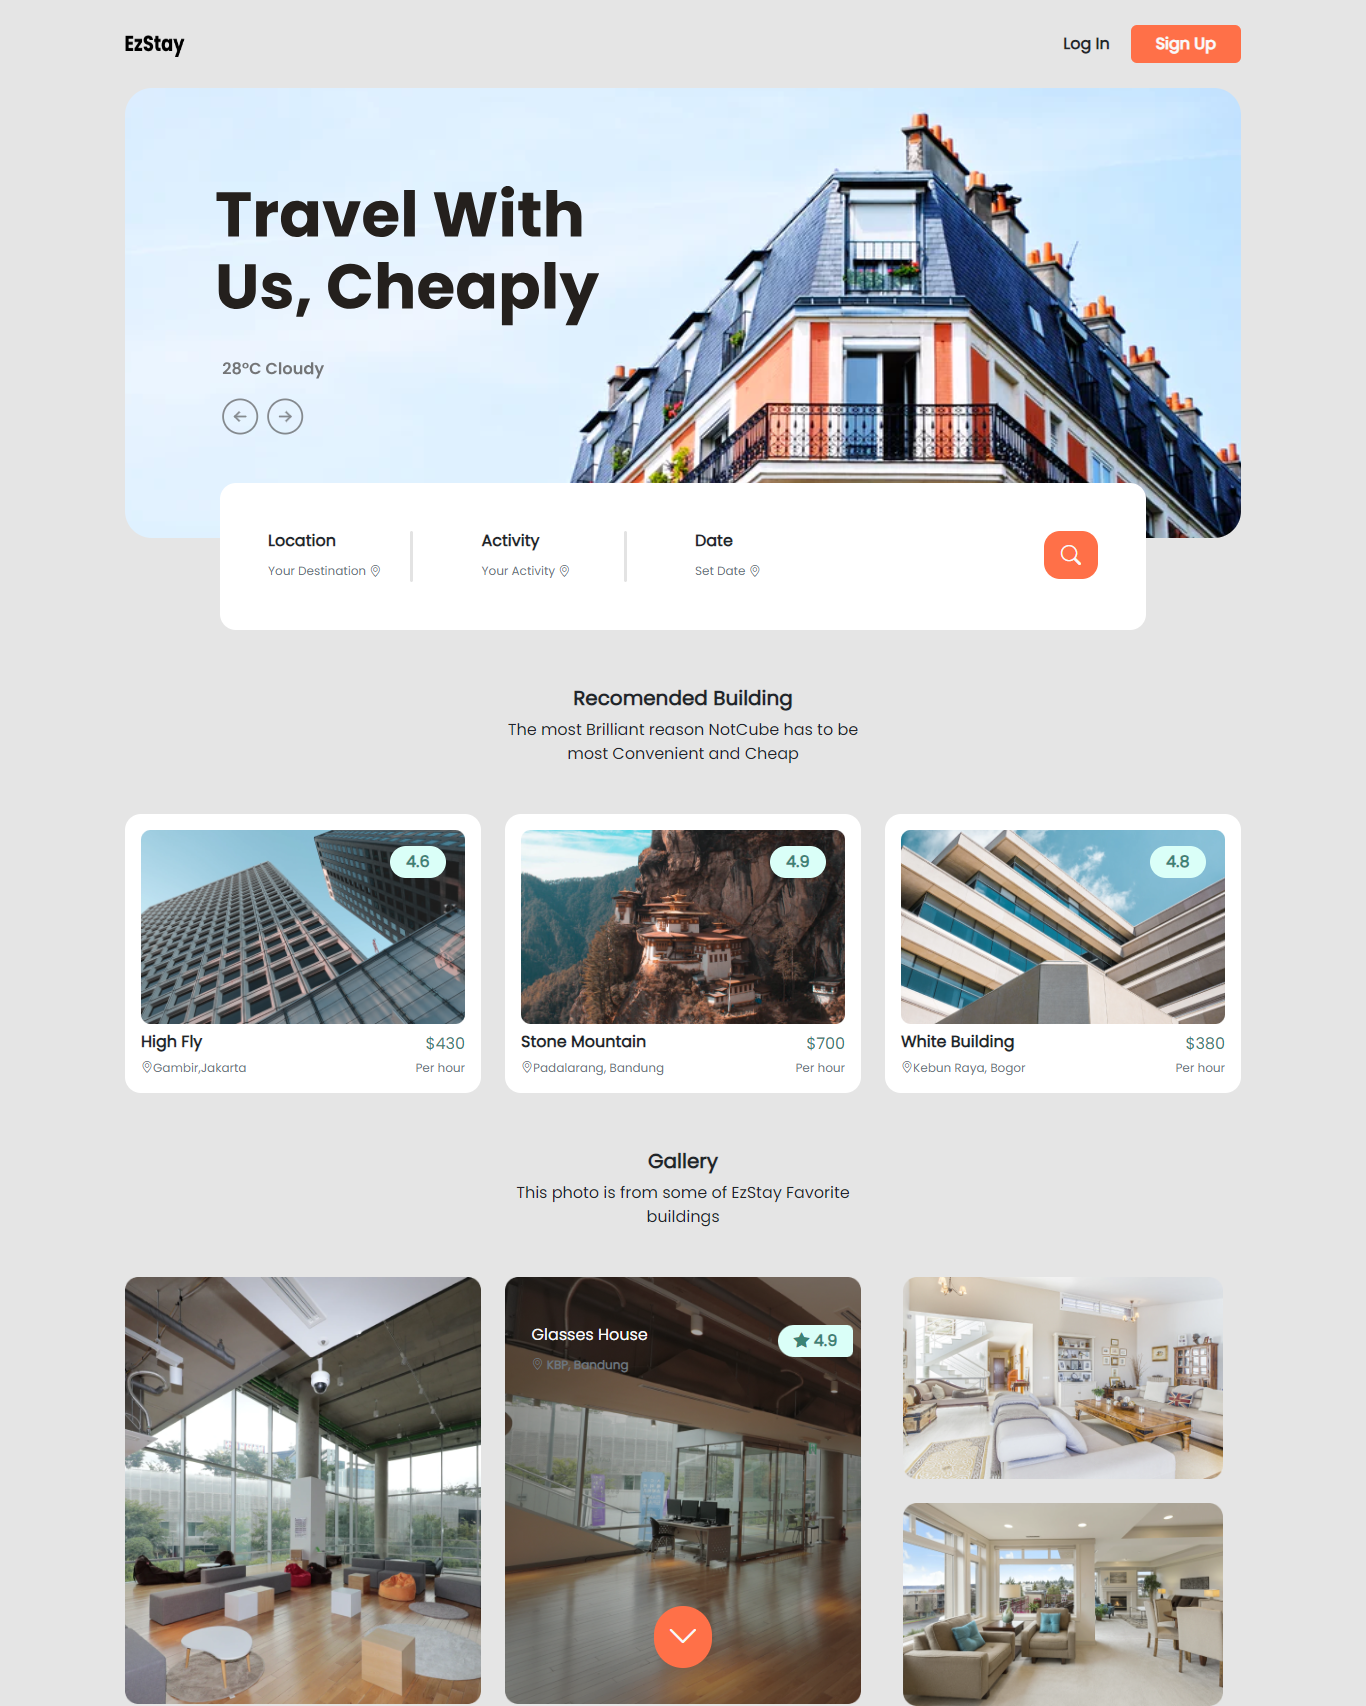 EzStay
Log In
Sign Up
Travel With
Us, Cheaply
28°C Cloudy
Location
Your Destination
Activity
Your Activity
Date
Set Date
Recomended Building
The most Brilliant reason NotCube has to be
most Convenient and Cheap
4.6
High Fly
$430
Gambir,Jakarta
Per hour
4.9
Stone Mountain
$700
Padalarang, Bandung
Per hour
4.8
White Building
$380
Kebun Raya, Bogor
Per hour
Gallery
This photo is from some of EzStay Favorite
buildings
Glasses House
4.9
KBP, Bandung